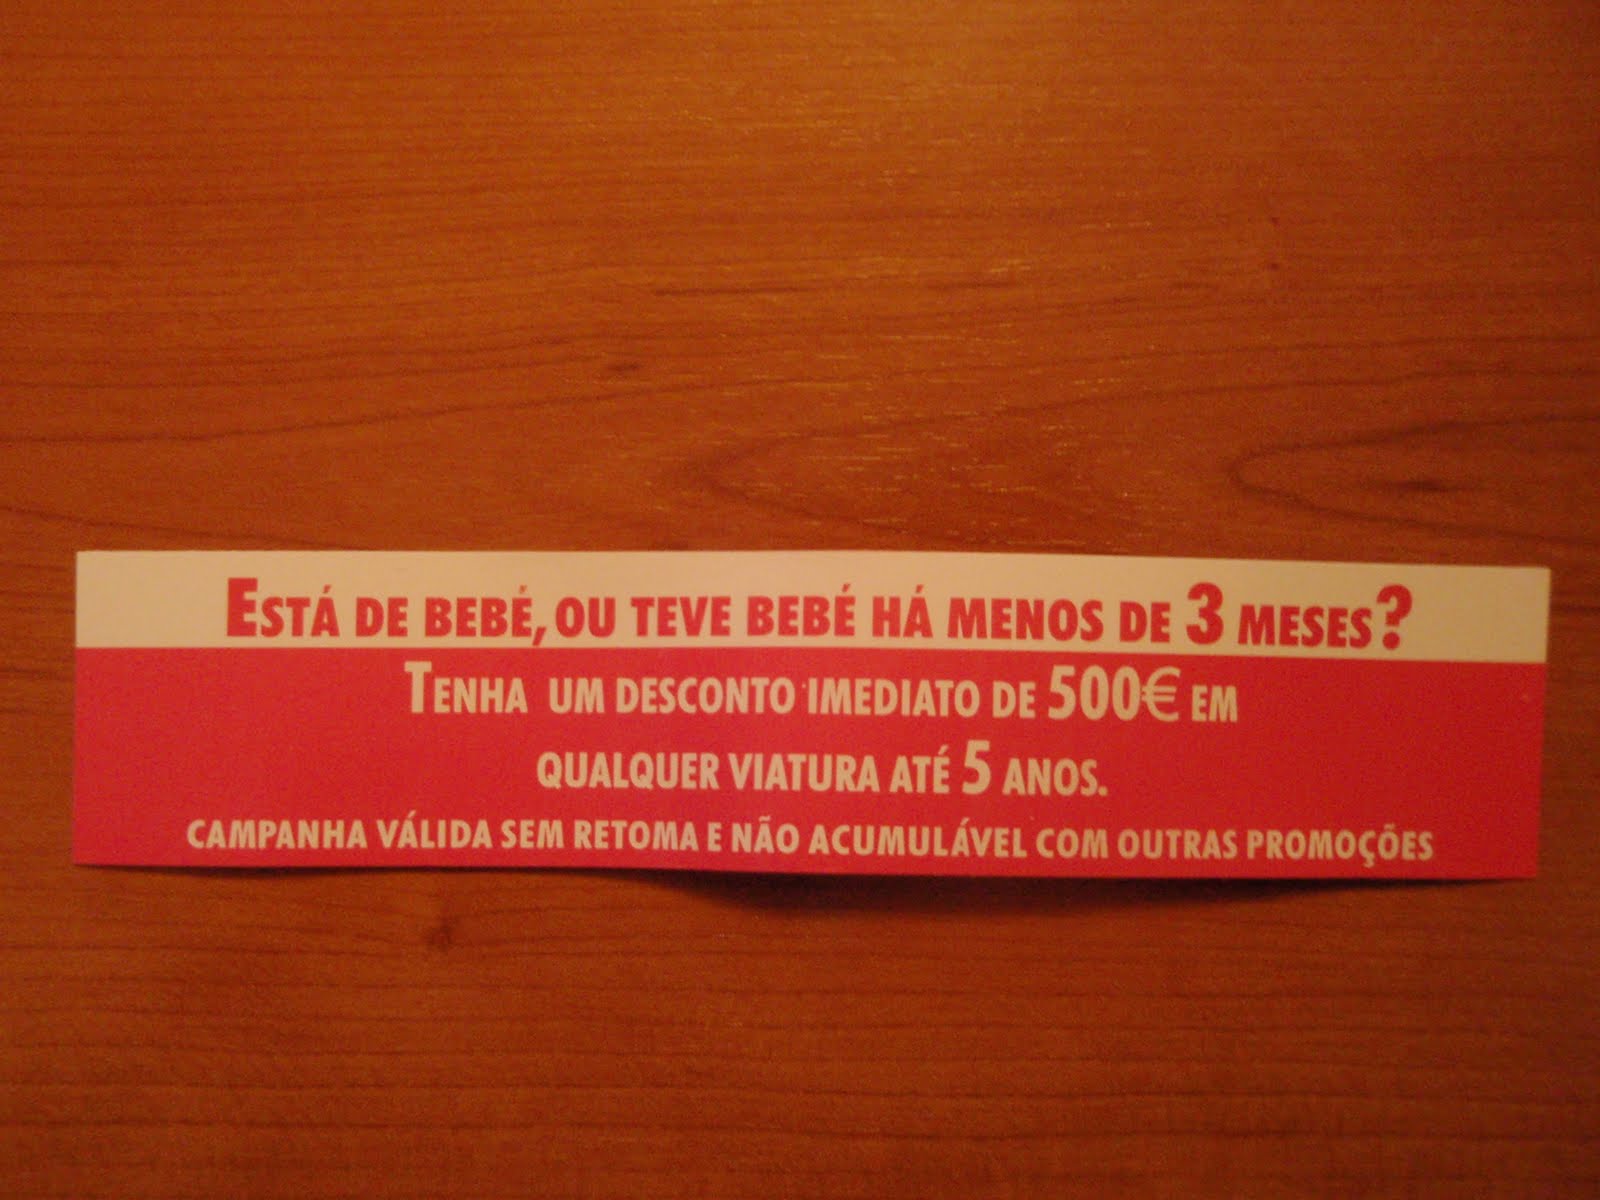 ESTÁ DE BEBÉ, OU TEVE BEBÉ HÁ MENOS DE 3 MESES?
TENHA UM DESCONTO IMEDIATO DE 500€ EM
QUALQUER VIATURA ATÉ 5 ANOS.
CAMPANHA VÁLIDA SEM RETOMA E NÃO ACUMULÁVEL COM OUTRAS PROMOÇÕES